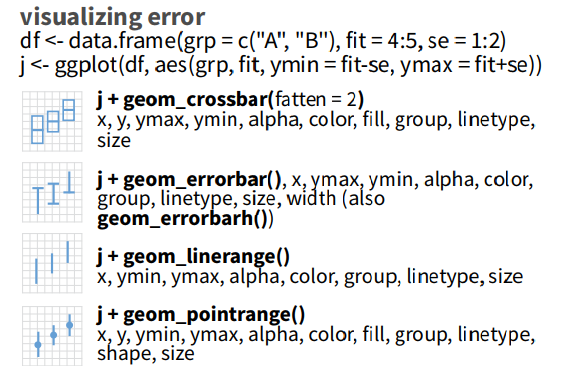 visualizing error
df <- data.frame(grp = c("A", "B"), fit = 4:5, se = 1:2)
j <- ggplot(df, aes(grp, fit, ymin = fit-se, ymax = fit+se))
j + geom_crossbar(fatten = 2)
x, y, ymax, ymin, alpha, color, fill, group, linetype,
size
j + geom_errorbar(), x, ymax, ymin, alpha, color,
group, linetype, size, width (also
geom_errorbarh())
j + geom_linerange()
x, ymin, ymax, alpha, color, group, linetype, size
j + geom_pointrange()
x, y, ymin, ymax, alpha, color, fill, group, linetype,
shape, size